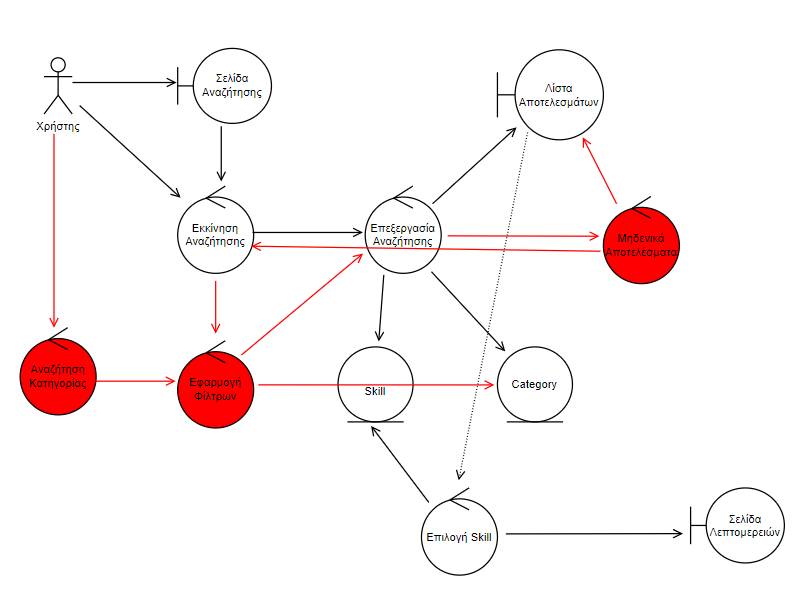 Σελίδα
Αναζήτησης
Λίστα
Αποτελεσμάτων
Χρήστης
Εκκίνηση
Αναζήτησης
Επεξεργασία
Αναζήτησης
Μηδενικά
Αποτελέσματα
Αναζήτηση
Κατηγορίας
Εφαρμογή
Φίλτρων
Skill
Category
Επιλογή Skill
Σελίδα
Λεπτομερειών